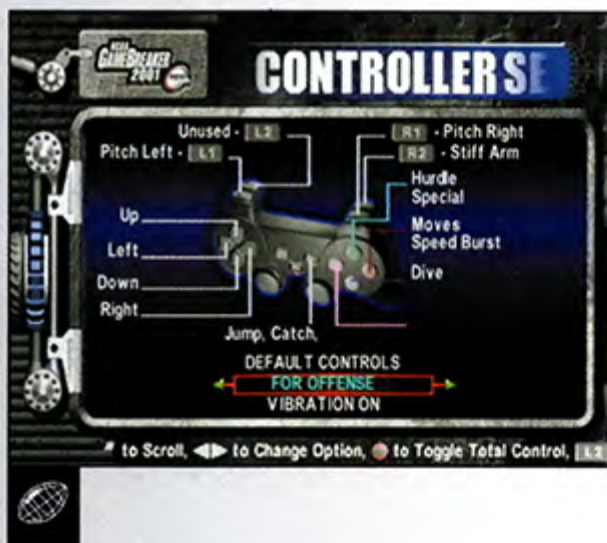 NCAA
GAMEBREAKER
2001
CONTROLLER SE
Unused - L2
R1 - Pitch Right
Pitch Left - L1
R2 - Stiff Arm
Hurdle
Special
Up
Moves
Speed Burst
Left
Dive
Down
Right
Jump, Catch,
DEFAULT CONTROLS
FOR OFFENSE
VIBRATION ON
to Scroll, ◀▶ to Change Option, to Toggle Total Control, L2